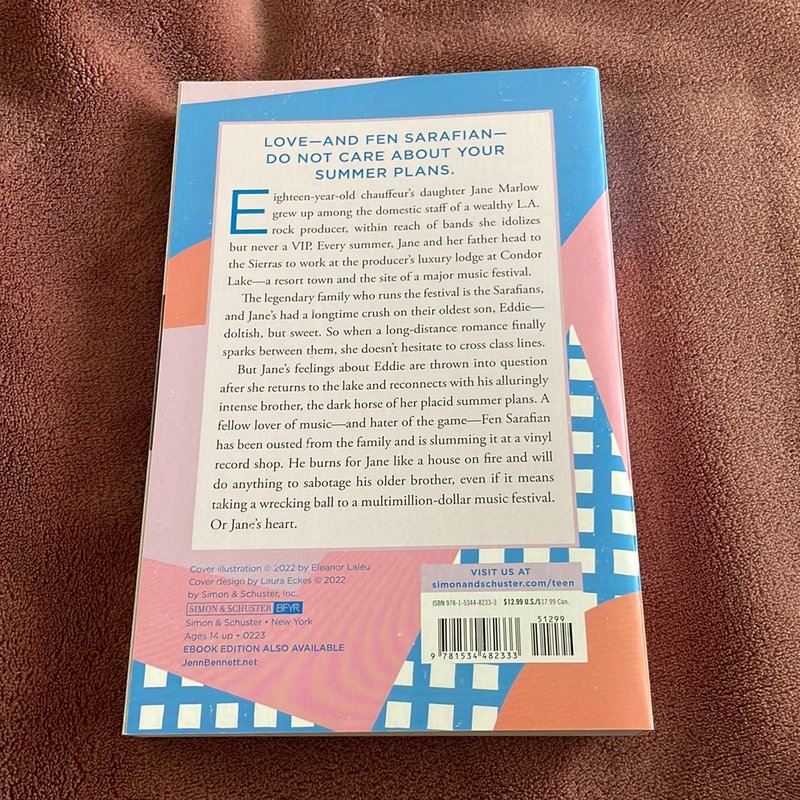 LOVE—AND FEN SARAFIAN—
DO NOT CARE ABOUT YOUR
SUMMER PLANS.
Eighteen-year-old chauffeur's daughter Jane Marlow
grew up among the domestic staff of a wealthy L.A.
rock producer, within reach of bands she idolizes
but never a VIP. Every summer, Jane and her father head to
the Sierras to work at the producer's luxury lodge at Condor
Lake—a resort town and the site of a major music festival.
The legendary family who runs the festival is the Sarafians,
and Jane's had a longtime crush on their oldest son, Eddie—
doltish, but sweet. So when a long-distance romance finally
sparks between them, she doesn't hesitate to cross class lines.
But Jane's feelings about Eddie are thrown into question
after she returns to the lake and reconnects with his alluringly
intense brother, the dark horse of her placid summer plans. A
fellow lover of music—and hater of the game—Fen Sarafian
has been ousted from the family and is slumming it at a vinyl
record shop. He burns for Jane like a house on fire and will
do anything to sabotage his older brother, even if it means
taking a wrecking ball to a multimillion-dollar music festival.
Or Jane's heart.
Cover illustration © 2022 by Eleanor Laleu
Cover design by Laura Eckes © 2022
by Simon & Schuster, Inc.
SIMON & SCHUSTER BFYR
Simon & Schuster • New York
Ages 14 up • 0223
EBOOK EDITION ALSO AVAILABLE
JennBennett.net
VISIT US AT
simonandschuster.com/teen
ISBN 978-1-5344-8233-3 $12.99 U.S./$17.99 Can.
51299
9 781534 482333